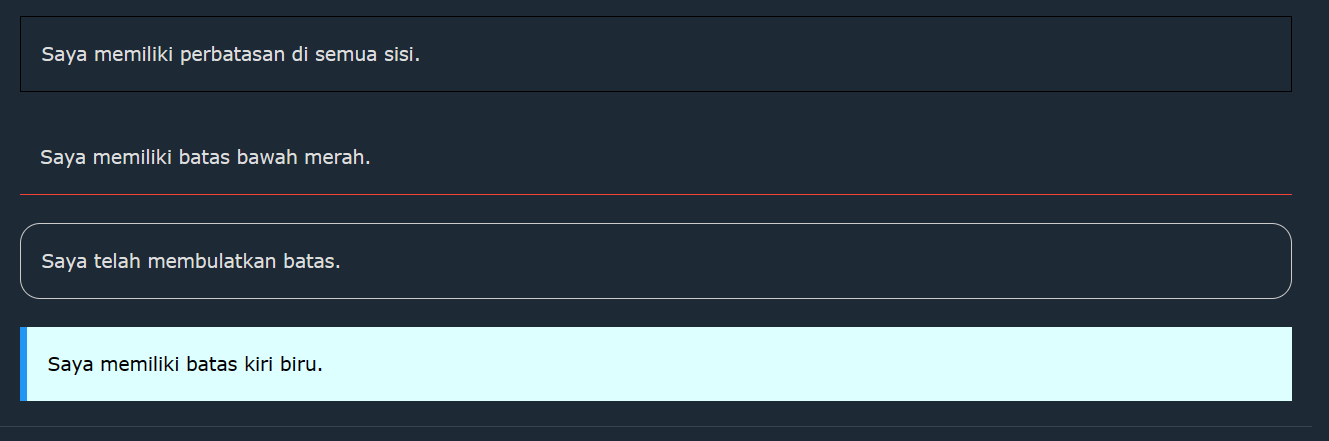 Saya memiliki perbatasan di semua sisi.
Saya memiliki batas bawah merah.
Saya telah membulatkan batas.
Saya memiliki batas kiri biru.